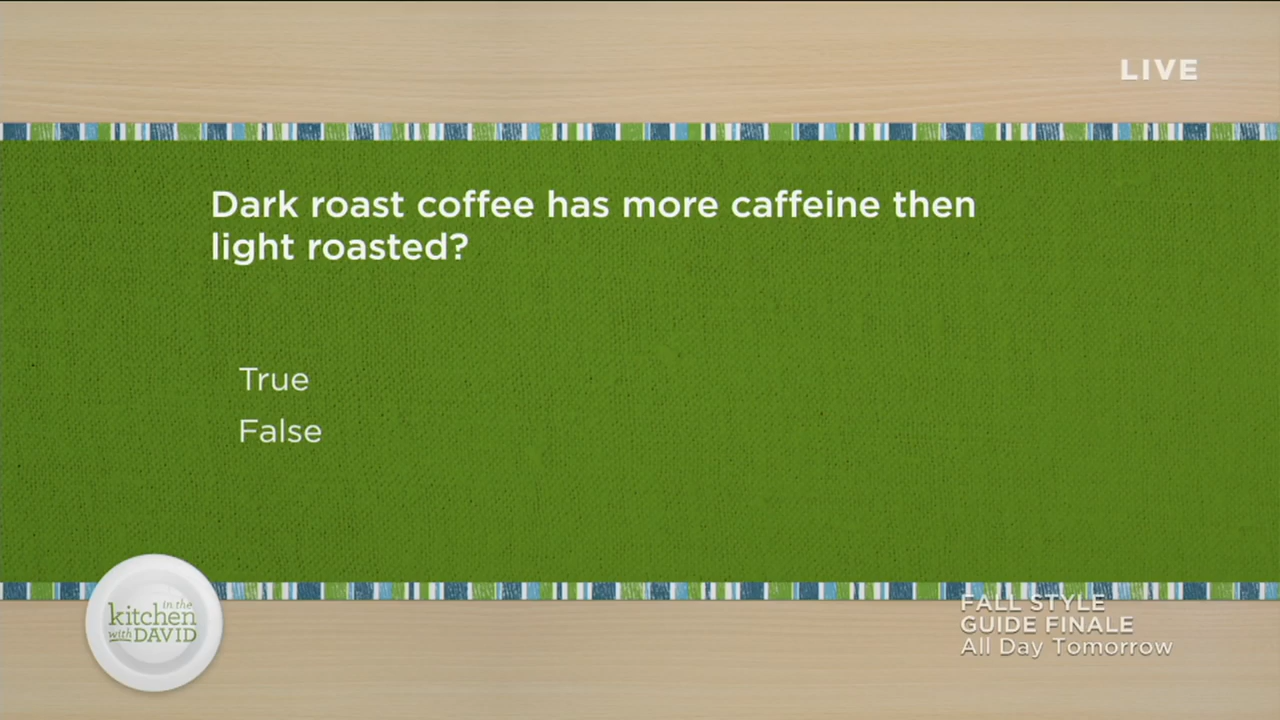 LIVE
Dark roast coffee has more caffeine then
light roasted?
True
False
in the
kitchen
with DAVID
FALL STYLE
GUIDE FINALE
All Day Tomorrow